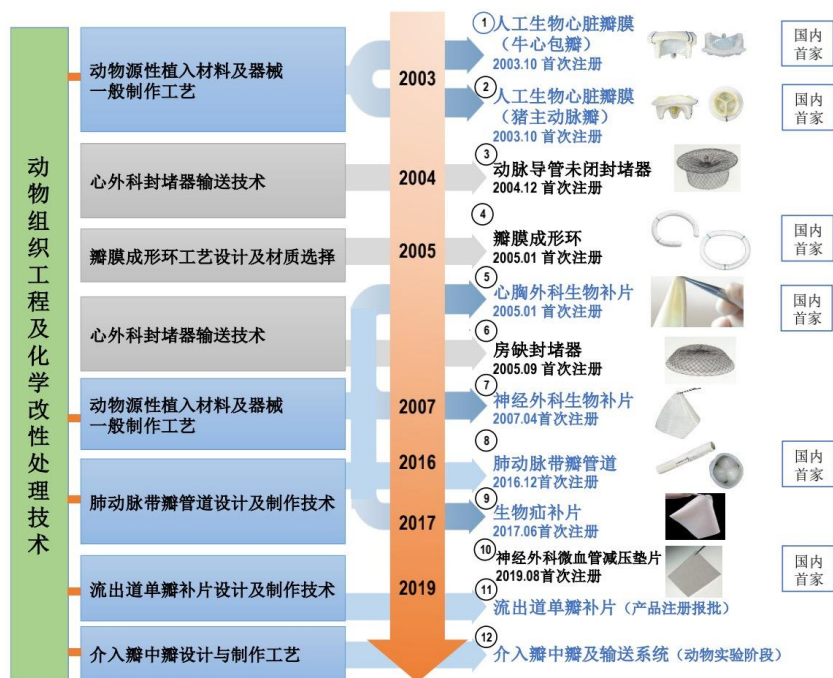 动物组织工程及化学改性处理技术
动物源性植入材料及器械
一般制作工艺
心外科封堵器输送技术
瓣膜成形环工艺设计及材质选择
心外科封堵器输送技术
动物源性植入材料及器械
一般制作工艺
肺动脉带瓣管道设计及制作技术
流出道单瓣补片设计及制作技术
介入瓣中瓣设计与制作工艺
2003
2004
2005
2007
2016
2017
2019
1 人工生物心脏瓣膜
（牛心包瓣）
2003.10 首次注册
国内
首家
2 人工生物心脏瓣膜
（猪主动脉瓣）
2003.10 首次注册
国内
首家
3
动脉导管未闭封堵器
2004.12 首次注册
4
瓣膜成形环
2005.01 首次注册
国内
首家
5
心胸外科生物补片
2005.01 首次注册
国内
首家
6
房缺封堵器
2005.09 首次注册
7
神经外科生物补片
2007.04首次注册
8
肺动脉带瓣管道
2016.12首次注册
国内
首家
9
生物疝补片
2017.06首次注册
10
神经外科微血管减压垫片
2019.08首次注册
国内
首家
11
流出道单瓣补片（产品注册报批）
12
介入瓣中瓣及输送系统（动物实验阶段）